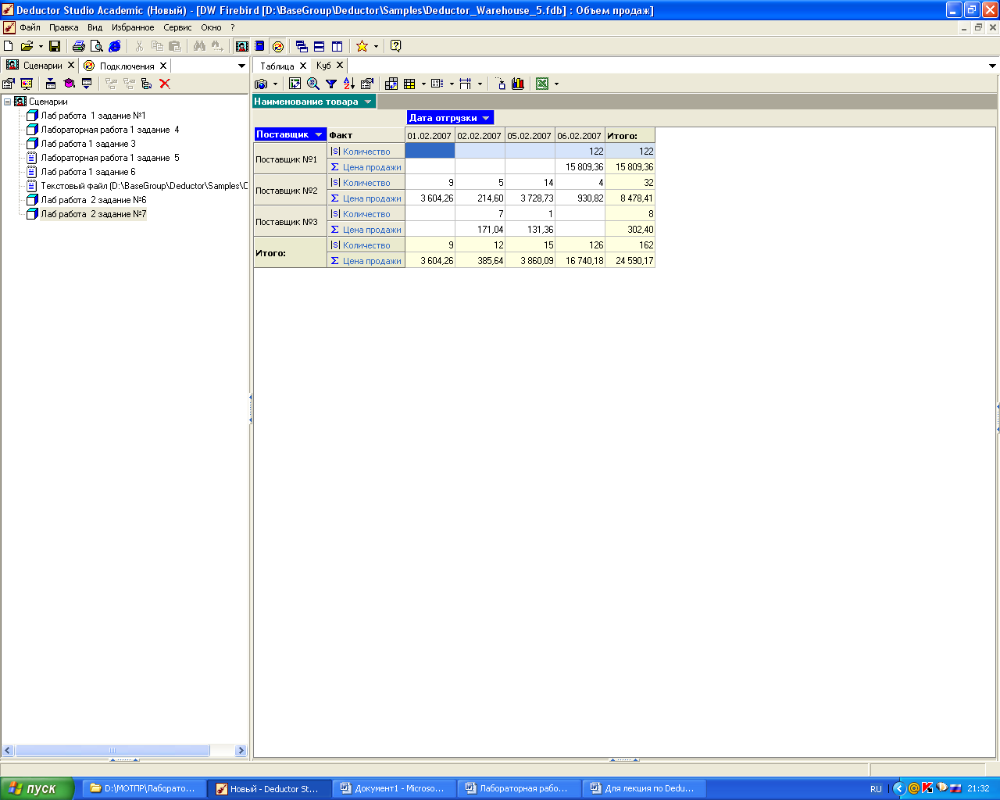 Deductor Studio Academic (Новый) - [DW Firebird [D:\BaseGroup\Deductor\Samples\Deductor_Warehouse_5.fdb] : Объем продаж]
Файл Правка Вид Избранное Сервис Окно ?
Сценарии Подключения
Таблица Куб
Сценарии
Лаб работа 1 задание №1
Лабораторная работа 1 задание 4
Лаб работа 1 задание 3
Лабораторная работа 1 задание 5
Лаб работа 1 задание 6
Текстовый файл (D:\BaseGroup\Deductor\Samples\C
Лаб работа 2 задание №6
Лаб работа 2 задание №7
Наименование товара
Дата отгрузки
Поставщик Факт 01.02.2007 02.02.2007 05.02.2007 06.02.2007 Итого:
Поставщик №1
|S| Количество 122 122
Σ Цена продажи 15 809,36 15 809,36
Поставщик №2
|S| Количество 9 5 14 4 32
Σ Цена продажи 3 604,26 214,60 3 728,73 930,82 8 478,41
Поставщик №3
|S| Количество 7 1 8
Σ Цена продажи 171,04 131,36 302,40
Итого:
|S| Количество 9 12 15 126 162
Σ Цена продажи 3 604,26 385,64 3 860,09 16 740,18 24 590,17
пуск
D:\МОТПР\Лаборато...
Новый - Deductor St...
Документ1 - Microso...
Лабораторная рабо...
Для лекция по Dedu...
RU
21:32